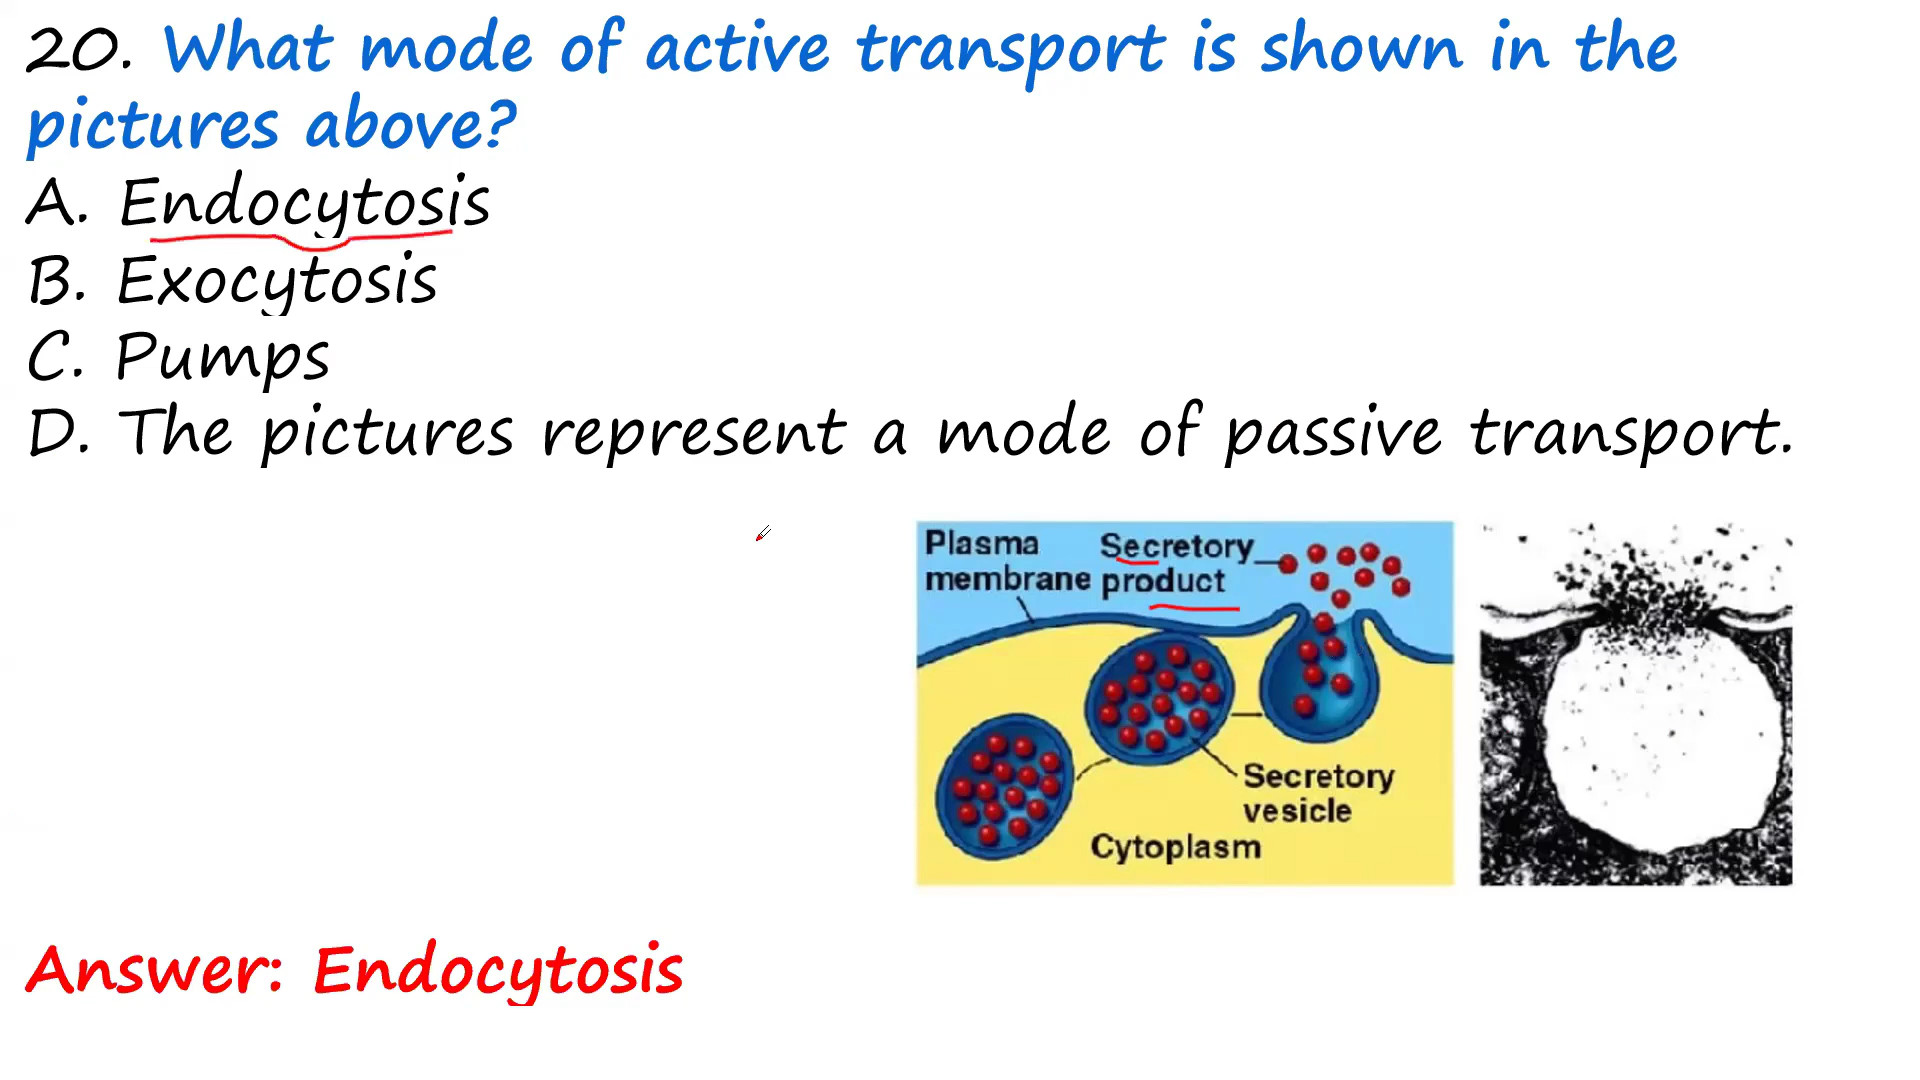 20. What mode of active transport is shown in the
pictures above?
A. Endocytosis
B. Exocytosis
C. Pumps
D. The pictures represent a mode of passive transport.
Plasma
membrane
Secretory
product
Secretory
vesicle
Cytoplasm
Answer: Endocytosis